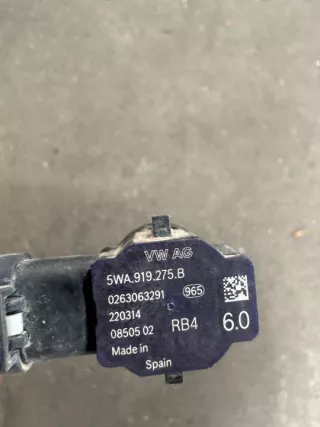 VW AG
5WA.919.275.B
0263063291 965
220314
08505 02 RB4 6.0
Made in
Spain